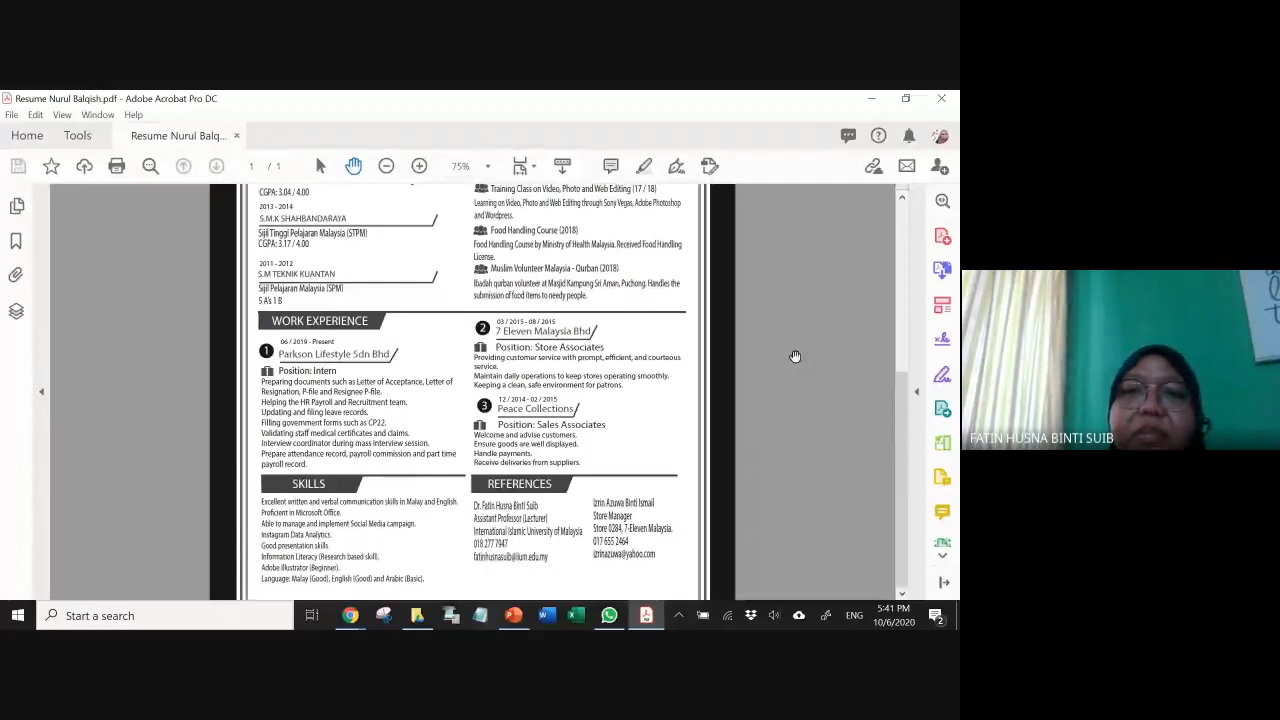 Resume Nurul Balqish.pdf - Adobe Acrobat Pro DC
File Edit View Window Help
Home Tools Resume Nurul Balq... ×
1 / 1 75%
CGPA: 3.04 / 4.00
2013 - 2014
S.M.K SHAHBANDARAYA
Sijil Tinggi Pelajaran Malaysia (STPM)
CGPA: 3.17 / 4.00
2011 - 2012
S.M TEKNIK KUANTAN
Sijil Pelajaran Malaysia (SPM)
5 A's 1 B
Training Class on Video, Photo and Web Editing (17 / 18)
Learning on Video, Photo and Web Editing through Sony Vegas, Adobe Photoshop
and Wordpress.
Food Handling Course (2018)
Food Handling Course by Ministry of Health Malaysia. Received Food Handling
License.
Muslim Volunteer Malaysia - Qurban (2018)
Ibadah qurban volunteer at Masjid Kampung Sri Aman, Puchong. Handles the
submission of food items to needy people.
WORK EXPERIENCE
06 / 2019 - Present
1 Parkson Lifestyle Sdn Bhd
Position: Intern
Preparing documents such as Letter of Acceptance, Letter of
Resignation, P-file and Resignee P-file.
Helping the HR Payroll and Recruitment team.
Updating and filing leave records.
Filling government forms such as CP22.
Validating staff medical certificates and claims.
Interview coordinator during mass interview session.
Prepare attendance record, payroll commission and part time
payroll record.
03 / 2015 - 08 / 2015
2 7 Eleven Malaysia Bhd
Position: Store Associates
Providing customer service with prompt, efficient, and courteous
service.
Maintain daily operations to keep stores operating smoothly.
Keeping a clean, safe environment for patrons.
12 / 2014 - 02 / 2015
3 Peace Collections
Position: Sales Associates
Welcome and advise customers.
Ensure goods are well displayed.
Handle payments.
Receive deliveries from suppliers.
SKILLS
Excellent written and verbal communication skills in Malay and English.
Proficient in Microsoft Office.
Able to manage and implement Social Media campaign.
Instagram Data Analytics.
Good presentation skills
Information Literacy (Research based skill).
Adobe illustrator (Beginner).
Language: Malay (Good), English (Good) and Arabic (Basic).
REFERENCES
Dr. Fatin Husna Binti Suib
Assistant Professor (Lecturer)
International Islamic University of Malaysia
018 277 7947
fatinhusnasuib@iium.edu.my
Izrin Azuwa Binti Ismail
Store Manager
Store 0284, 7-Eleven Malaysia.
017 655 2464
izrinazuwa@yahoo.com
FATIN HUSNA BINTI SUIB
Start a search
ENG
5:41 PM
10/6/2020
2